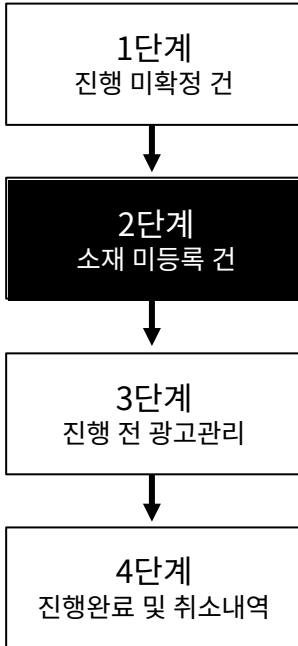 1단계
진행 미확정 건
2단계
소재 미등록 건
3단계
진행 전 광고관리
4단계
진행완료 및 취소내역